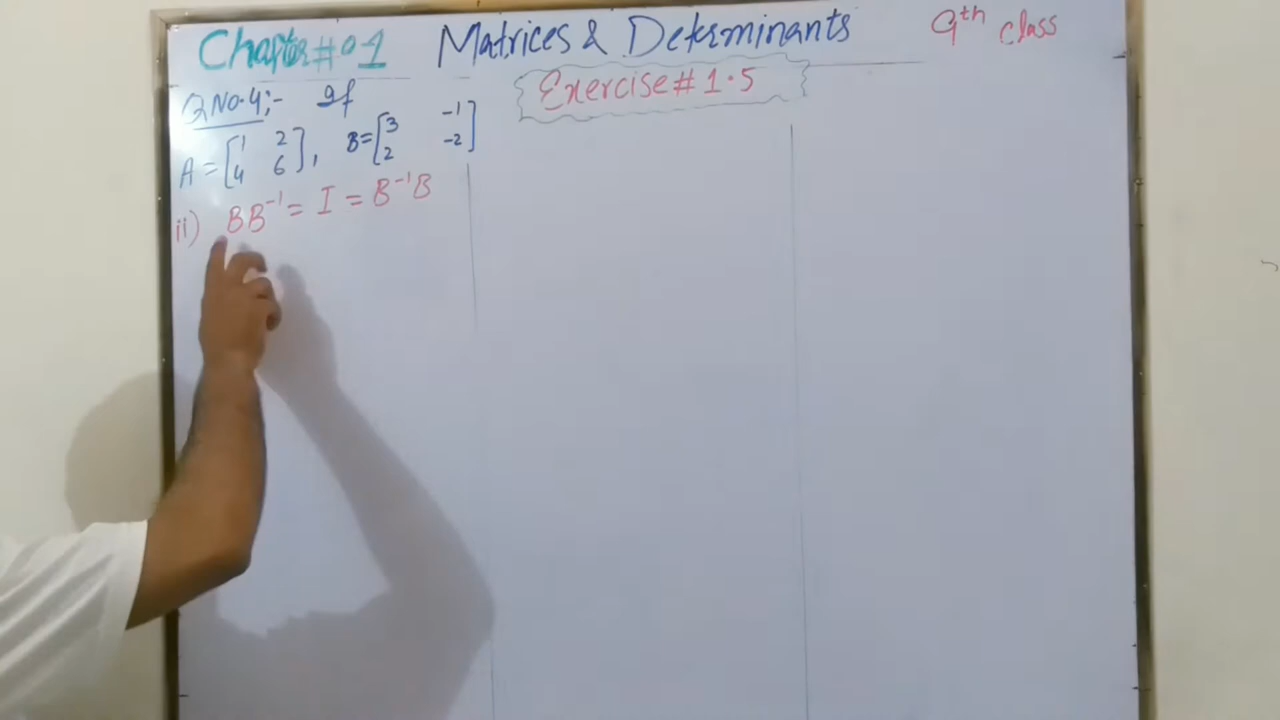 Chapter # 01 Matrices & Determinants 9th class
Exercise # 1.5
Q No. 4:- If
A = [1 2
4 6], B = [3 -1
2 -2]
ii) BB⁻¹ = I = B⁻¹B